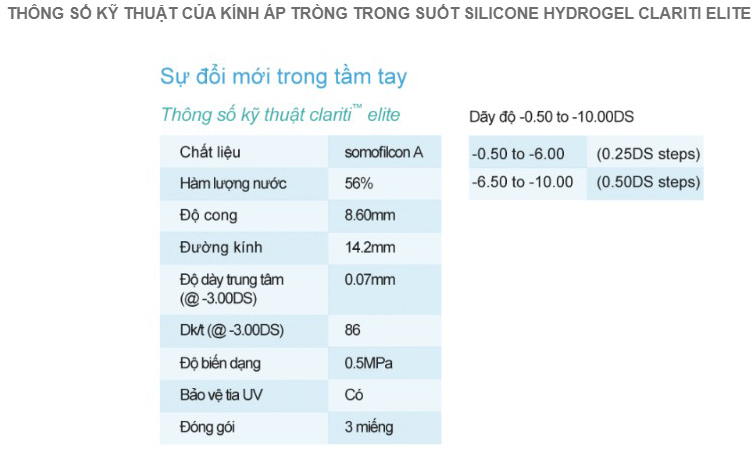 THÔNG SỐ KỸ THUẬT CỦA KÍNH ÁP TRÒNG TRONG SUỐT SILICONE HYDROGEL CLARITI ELITE
Sự đổi mới trong tầm tay
Thông số kỹ thuật clariti™ elite
Chất liệu somofilcon A
Hàm lượng nước 56%
Độ cong 8.60mm
Đường kính 14.2mm
Độ dày trung tâm 0.07mm
(@ -3.00DS)
Dk/t (@ -3.00DS) 86
Độ biến dạng 0.5MPa
Bảo vệ tia UV Có
Đóng gói 3 miếng
Dãy độ -0.50 to -10.00DS
-0.50 to -6.00 (0.25DS steps)
-6.50 to -10.00 (0.50DS steps)